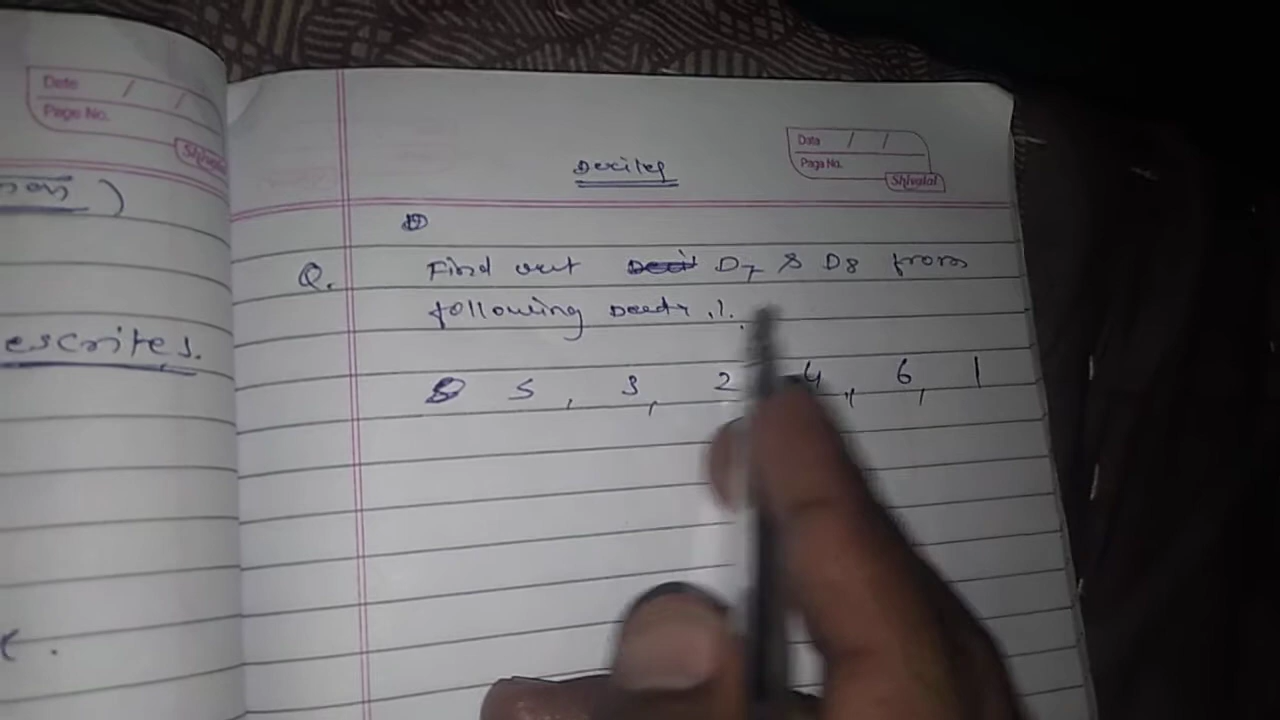 Date / /
Page No.
Shivalal
escrites.
Date / /
Page No.
Shivalal
Deciles
Q. Find out D7 & D8 from
following
5, 3, 2 4, 6, 1